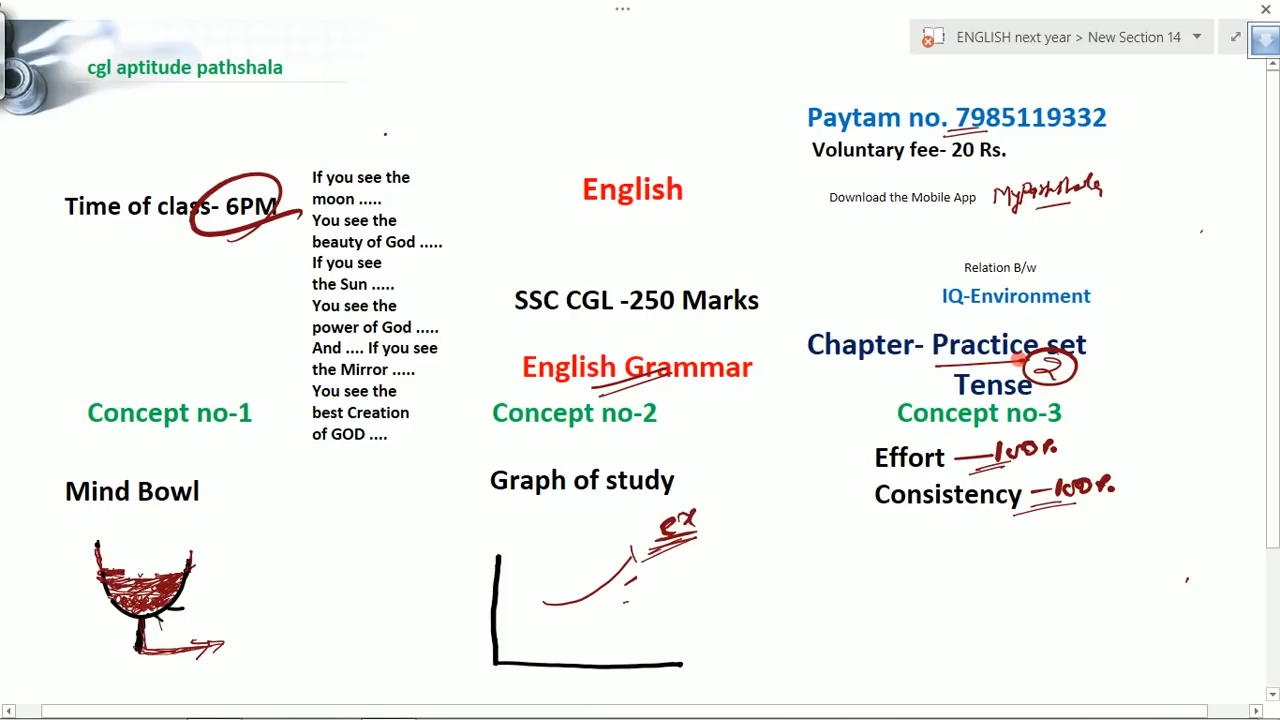 ENGLISH next year > New Section 14
cgl aptitude pathshala
Paytam no. 7985119332
Voluntary fee- 20 Rs.
Download the Mobile App MyPathshala
Time of class- 6PM
If you see the
moon .....
You see the
beauty of God .....
If you see
the Sun .....
You see the
power of God .....
And .... If you see
the Mirror .....
You see the
best Creation
of GOD ....
English
SSC CGL -250 Marks
English Grammar
Relation B/w
IQ-Environment
Chapter- Practice set
2
Tense
Concept no-1
Mind Bowl
Concept no-2
Graph of study
ex
Concept no-3
Effort —100%
Consistency —100%